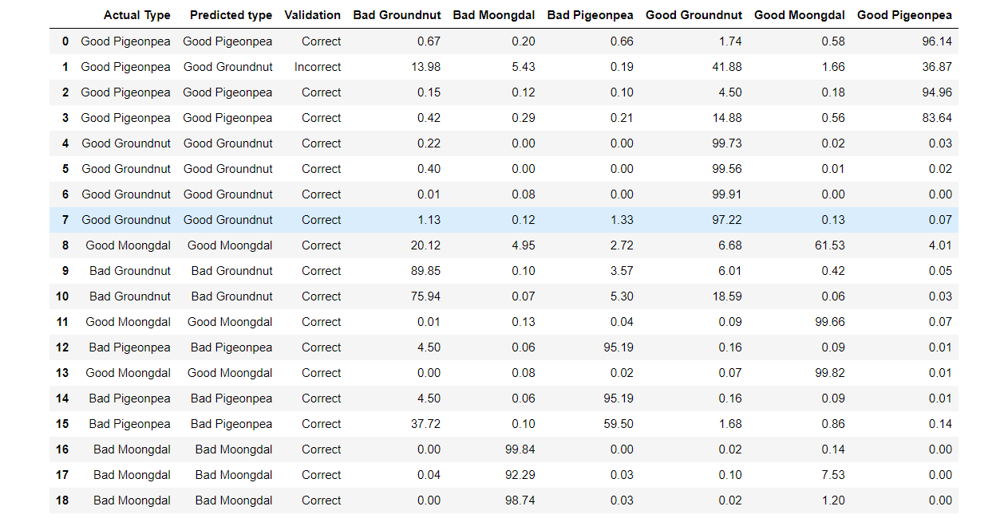 Actual Type Predicted type Validation Bad Groundnut Bad Moongdal Bad Pigeonpea Good Groundnut Good Moongdal Good Pigeonpea
0 Good Pigeonpea Good Pigeonpea Correct 0.67 0.20 0.66 1.74 0.58 96.14
1 Good Pigeonpea Good Groundnut Incorrect 13.98 5.43 0.19 41.88 1.66 36.87
2 Good Pigeonpea Good Pigeonpea Correct 0.15 0.12 0.10 4.50 0.18 94.96
3 Good Pigeonpea Good Pigeonpea Correct 0.42 0.29 0.21 14.88 0.56 83.64
4 Good Groundnut Good Groundnut Correct 0.22 0.00 0.00 99.73 0.02 0.03
5 Good Groundnut Good Groundnut Correct 0.40 0.00 0.00 99.56 0.01 0.02
6 Good Groundnut Good Groundnut Correct 0.01 0.08 0.00 99.91 0.00 0.00
7 Good Groundnut Good Groundnut Correct 1.13 0.12 1.33 97.22 0.13 0.07
8 Good Moongdal Good Moongdal Correct 20.12 4.95 2.72 6.68 61.53 4.01
9 Bad Groundnut Bad Groundnut Correct 89.85 0.10 3.57 6.01 0.42 0.05
10 Bad Groundnut Bad Groundnut Correct 75.94 0.07 5.30 18.59 0.06 0.03
11 Good Moongdal Good Moongdal Correct 0.01 0.13 0.04 0.09 99.66 0.07
12 Bad Pigeonpea Bad Pigeonpea Correct 4.50 0.06 95.19 0.16 0.09 0.01
13 Good Moongdal Good Moongdal Correct 0.00 0.08 0.02 0.07 99.82 0.01
14 Bad Pigeonpea Bad Pigeonpea Correct 4.50 0.06 95.19 0.16 0.09 0.01
15 Bad Pigeonpea Bad Pigeonpea Correct 37.72 0.10 59.50 1.68 0.86 0.14
16 Bad Moongdal Bad Moongdal Correct 0.00 99.84 0.00 0.02 0.14 0.00
17 Bad Moongdal Bad Moongdal Correct 0.04 92.29 0.03 0.10 7.53 0.00
18 Bad Moongdal Bad Moongdal Correct 0.00 98.74 0.03 0.02 1.20 0.00